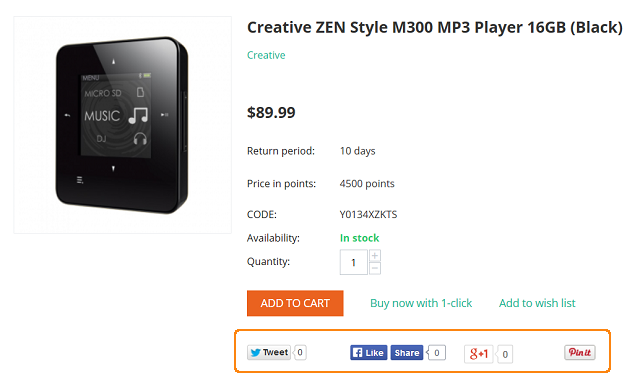 Creative ZEN Style M300 MP3 Player 16GB (Black)
Creative
MENU
MICRO SD
MUSIC
DJ
$89.99
Return period: 10 days
Price in points: 4500 points
CODE: Y0134XZKTS
Availability: In stock
Quantity: 1 + −
ADD TO CART Buy now with 1-click Add to wish list
Tweet 0 f Like Share 0 g+1 0 Pin it